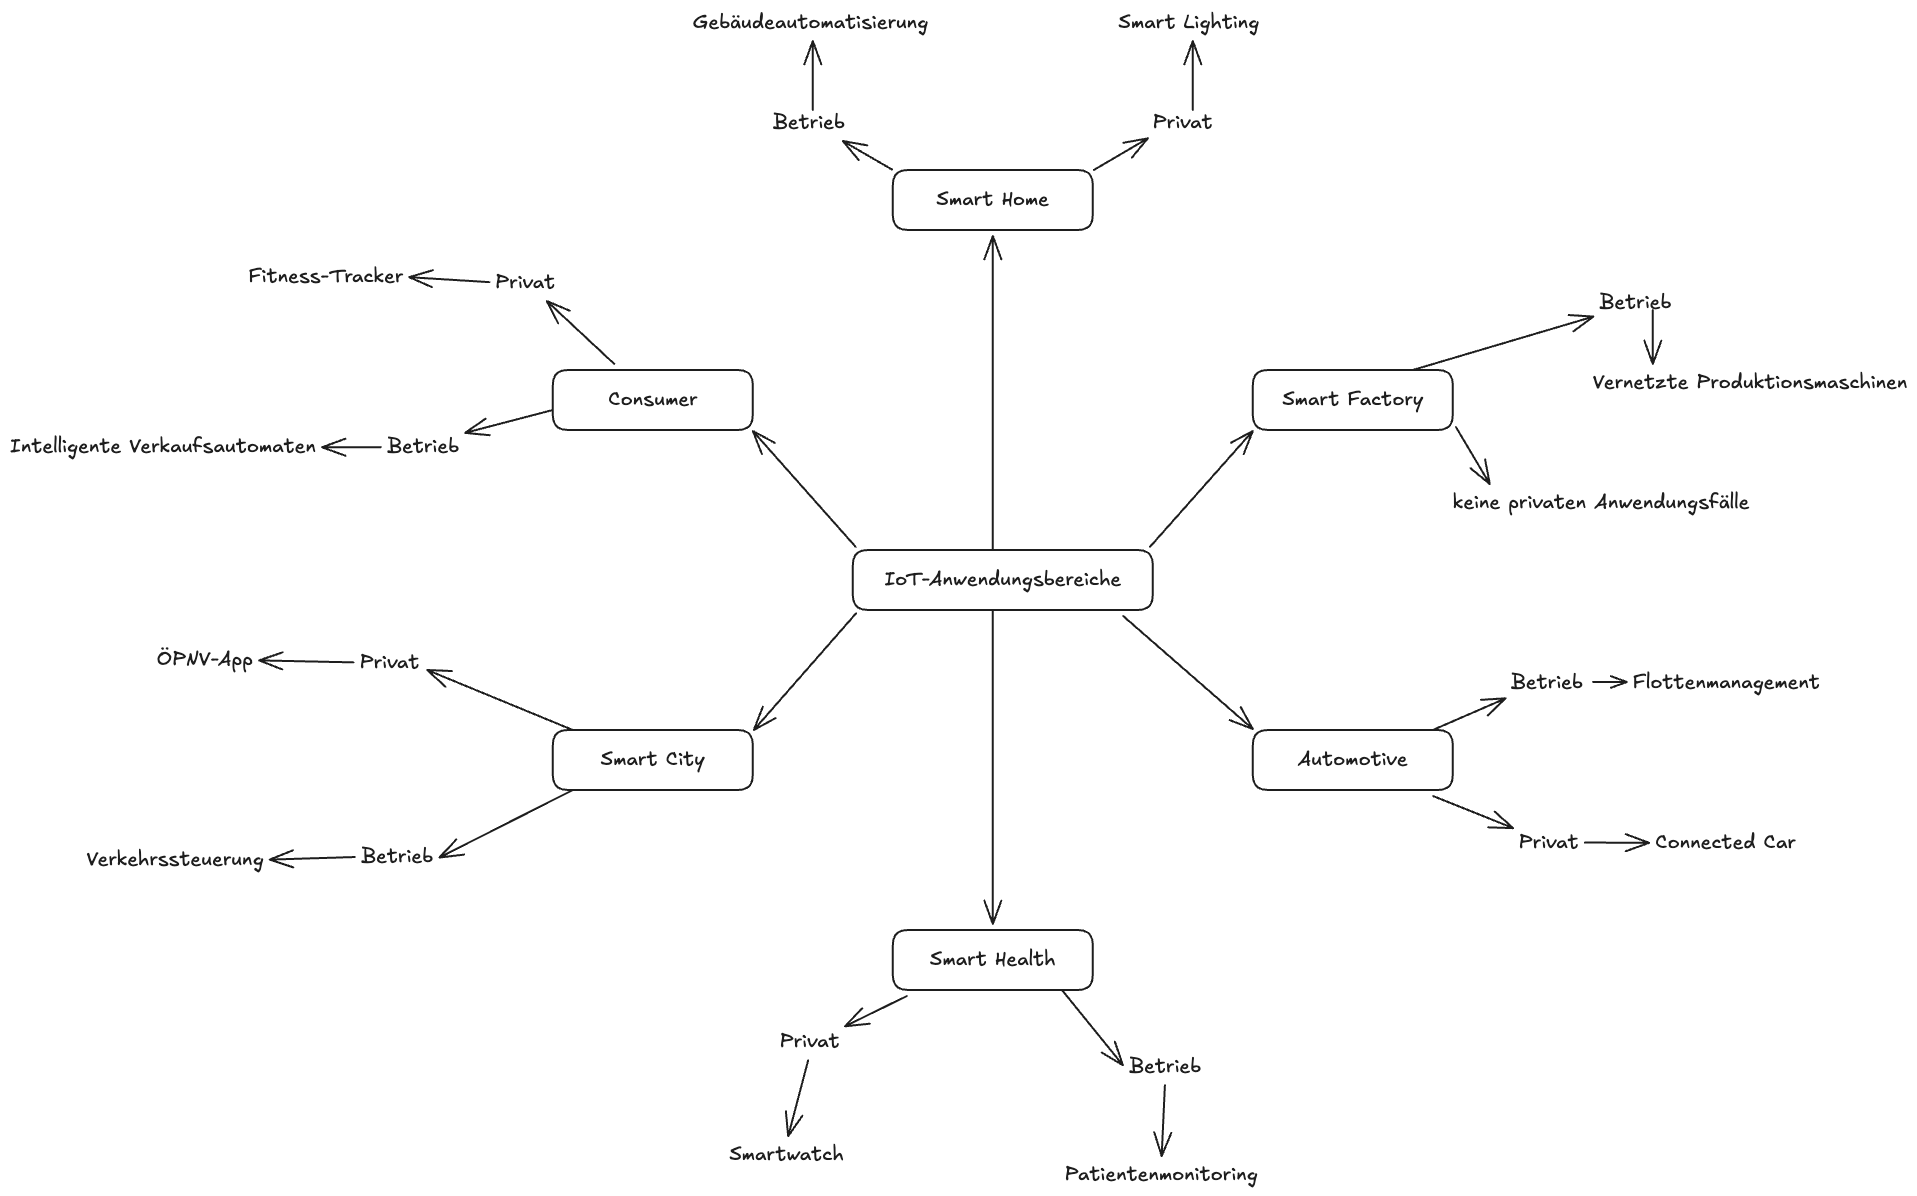 Gebäudeautomatisierung
Smart Lighting
Betrieb
Privat
Smart Home
Fitness-Tracker
Privat
Betrieb
Vernetzte Produktionsmaschinen
Consumer
Smart Factory
Intelligente Verkaufsautomaten
Betrieb
keine privaten Anwendungsfälle
IoT-Anwendungsbereiche
ÖPNV-App
Privat
Betrieb
Flottenmanagement
Smart City
Automotive
Verkehrssteuerung
Betrieb
Privat
Connected Car
Smart Health
Privat
Betrieb
Smartwatch
Patientenmonitoring